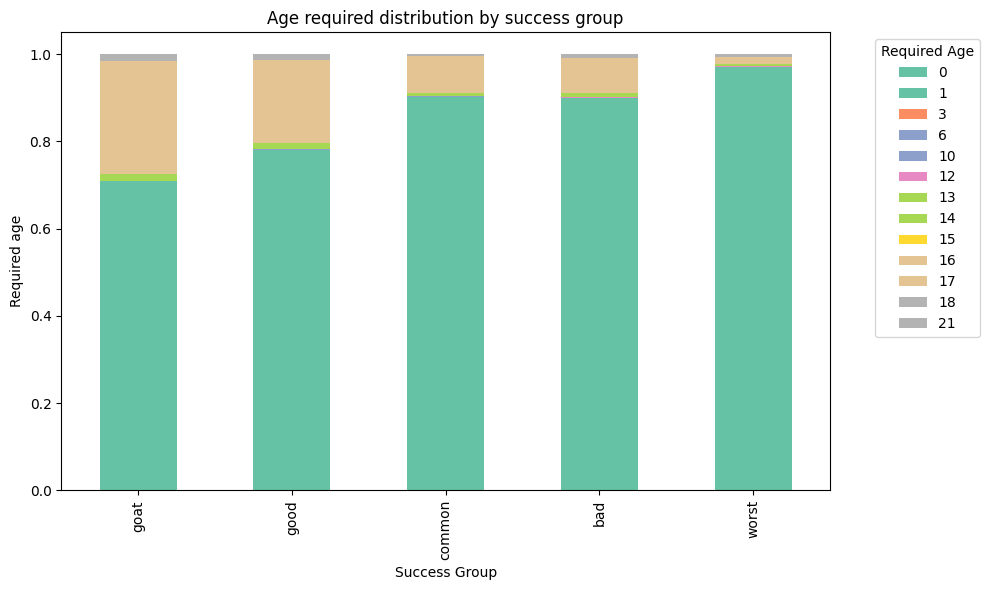 Age required distribution by success group
Required age
1.0
0.8
0.6
0.4
0.2
0.0
goat
good
common
bad
worst
Success Group
Required Age
0
1
3
6
10
12
13
14
15
16
17
18
21